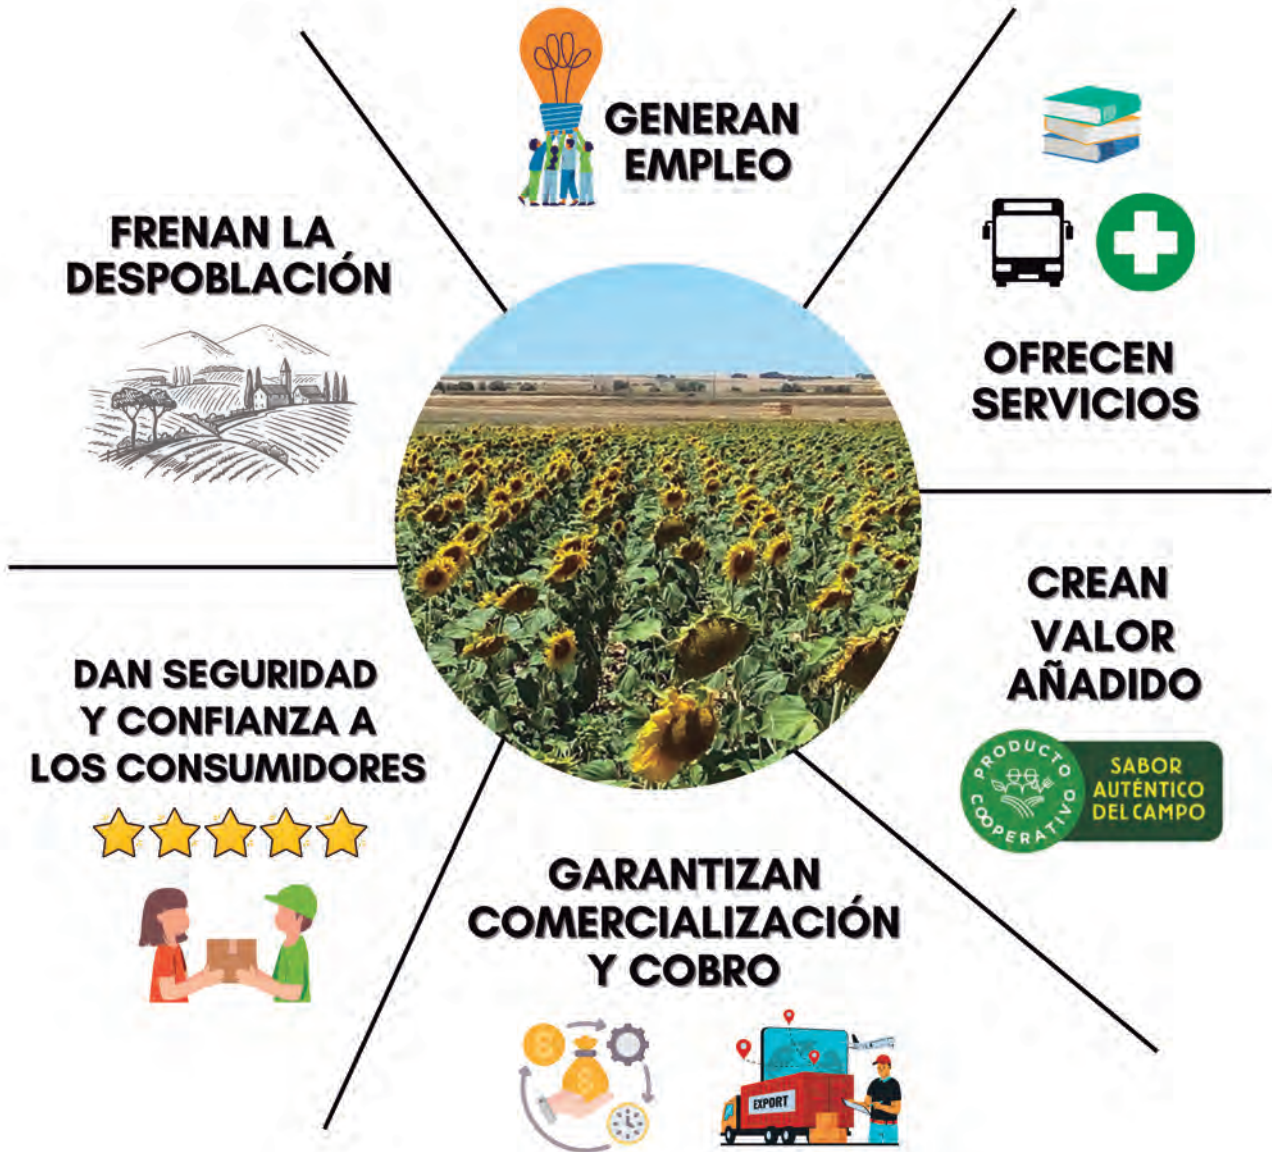 GENERAN
EMPLEO
OFRECEN
SERVICIOS
CREAN
VALOR
AÑADIDO
PRODUCTO
COOPERATIVO
SABOR
AUTÉNTICO
DEL CAMPO
GARANTIZAN
COMERCIALIZACIÓN
Y COBRO
EXPORT
DAN SEGURIDAD
Y CONFIANZA A
LOS CONSUMIDORES
FRENAN LA
DESPOBLACIÓN